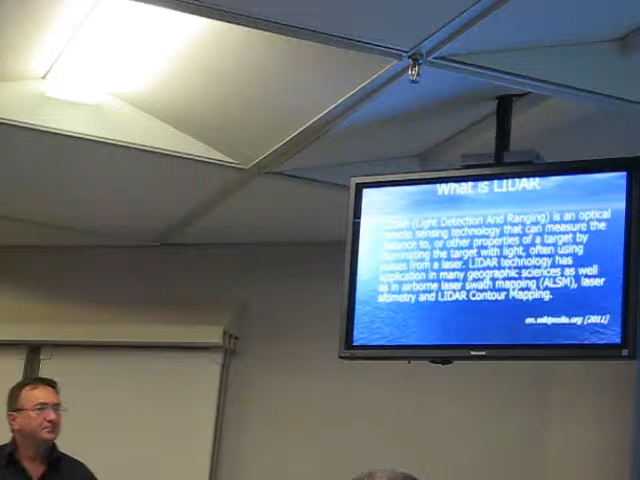 What is LIDAR
LIDAR (Light Detection And Ranging) is an optical
remote sensing technology that can measure the
distance to, or other properties of a target by
illuminating the target with light, often using
pulses from a laser. LIDAR technology has
application in many geographic sciences as well
as in airborne laser swath mapping (ALSM), laser
altimetry and LIDAR Contour Mapping.
en.wikipedia.org [2011]